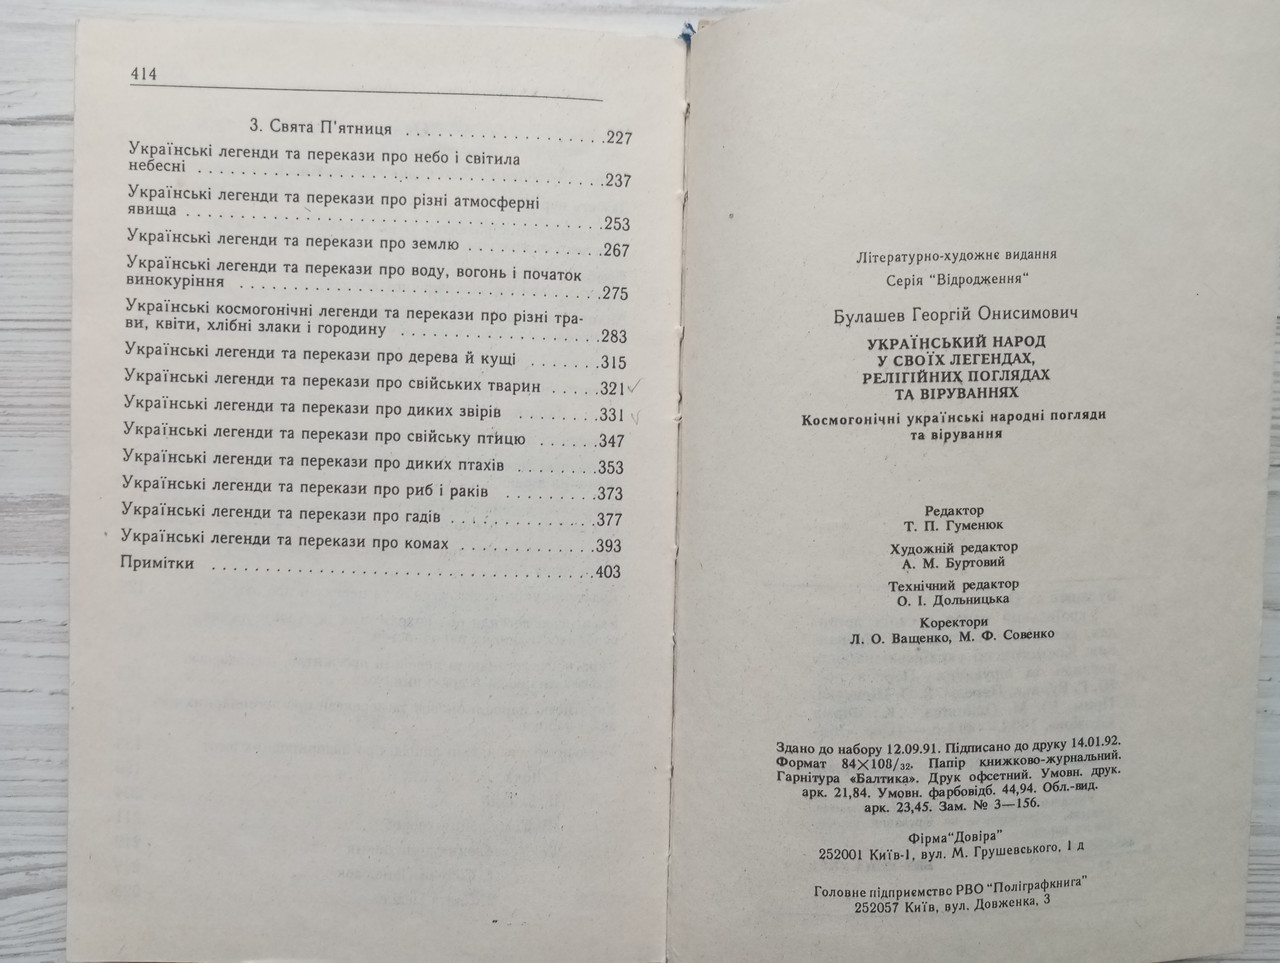 414
3. Свята П'ятниця . . . . . . . . . . . . . . . . . .227
Українські легенди та перекази про небо і світила
небесні . . . . . . . . . . . . . . . . . . . . . . . . . . . . . .237
Українські легенди та перекази про різні атмосферні
явища . . . . . . . . . . . . . . . . . . . . . . . . . . . . . . .253
Українські легенди та перекази про землю . . . . . . . . . .267
Українські легенди та перекази про воду, вогонь і початок
винокуріння . . . . . . . . . . . . . . . . . . . . . . . . . . .275
Українські космогонічні легенди та перекази про різні тра-
ви, квіти, хлібні злаки і городину . . . . . . . . . . . . . . .283
Українські легенди та перекази про дерева й кущі . . . . . . .315
Українські легенди та перекази про свійських тварин . . . . .321
Українські легенди та перекази про диких звірів . . . . . . . .331
Українські легенди та перекази про свійську птицю . . . . . .347
Українські легенди та перекази про диких птахів . . . . . . . .353
Українські легенди та перекази про риб і раків . . . . . . . . .373
Українські легенди та перекази про гадів . . . . . . . . . . . . .377
Українські легенди та перекази про комах . . . . . . . . . . . .393
Примітки . . . . . . . . . . . . . . . . . . . . . . . . . . . . . .403
Літературно-художнє видання
Серія "Відродження"
Булашев Георгій Онисимович
УКРАЇНСЬКИЙ НАРОД
У СВОЇХ ЛЕГЕНДАХ,
РЕЛІГІЙНИХ ПОГЛЯДАХ
ТА ВІРУВАННЯХ
Космогонічні українські народні погляди
та вірування
Редактор
Т. П. Гуменюк
Художній редактор
А. М. Буртовий
Технічний редактор
О. І. Дольницька
Коректори
Л. О. Ващенко, М. Ф. Совенко
Здано до набору 12.09.91. Підписано до друку 14.01.92.
Формат 84×108/32. Папір книжково-журнальний.
Гарнітура «Балтика». Друк офсетний. Умовн. друк.
арк. 21,84. Умовн. фарбовідб. 44,94. Обл.-вид.
арк. 23,45. Зам. № 3—156.
Фірма"Довіра"
252001 Київ-1, вул. М. Грушевського, 1 д
Головне підприємство РВО "Поліграфкнига"
252057 Київ, вул. Довженка, 3